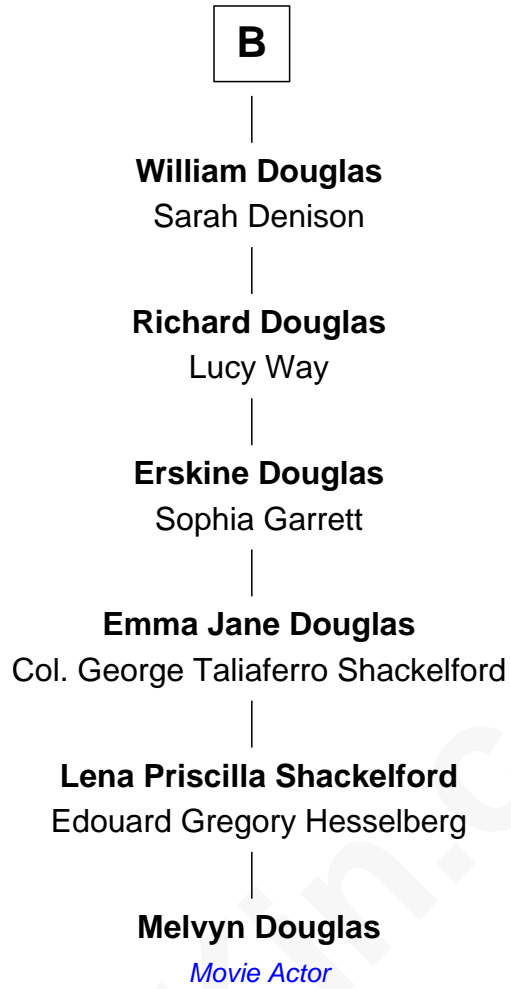 B
William Douglas
Sarah Denison
Richard Douglas
Lucy Way
Erskine Douglas
Sophia Garrett
Emma Jane Douglas
Col. George Taliaferro Shackelford
Lena Priscilla Shackelford
Edouard Gregory Hesselberg
Melvyn Douglas
Movie Actor